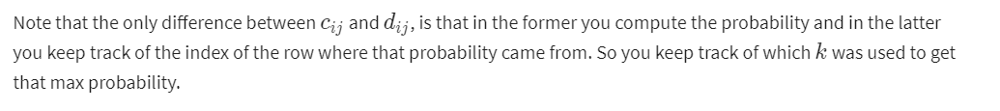 Note that the only difference between c_{ij} and d_{ij}, is that in the former you compute the probability and in the latter
you keep track of the index of the row where that probability came from. So you keep track of which k was used to get
that max probability.